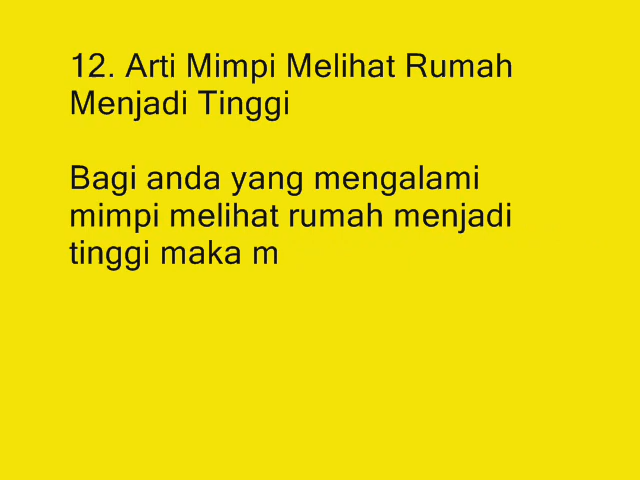 12. Arti Mimpi Melihat Rumah
Menjadi Tinggi
Bagi anda yang mengalami
mimpi melihat rumah menjadi
tinggi maka m